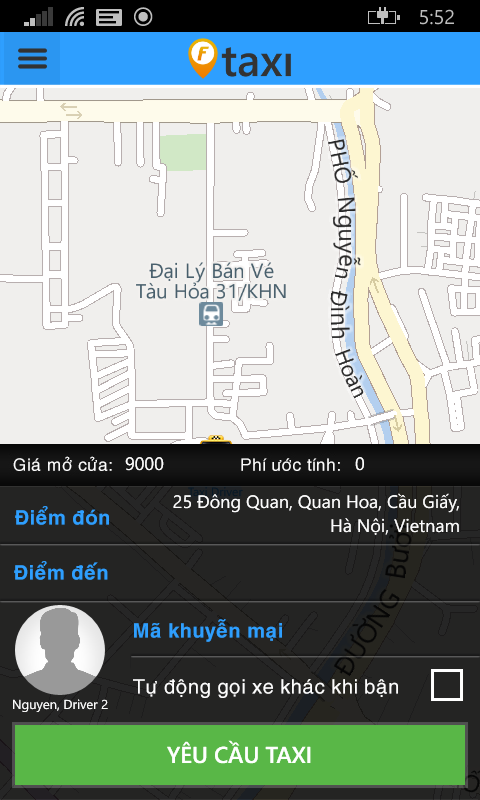 5:52
F taxi
PHỐ Nguyễn Đình Hoàn
Đại Lý Bán Vé
Tàu Hỏa 31/KHN
Giá mở cửa: 9000 Phí ước tính: 0
Điểm đón
25 Đông Quan, Quan Hoa, Cầu Giấy,
Hà Nội, Vietnam
Điểm đến
ĐƯỜNG Bưở
Mã khuyễn mại
Nguyen, Driver 2
Tự động gọi xe khác khi bận
YÊU CẦU TAXI